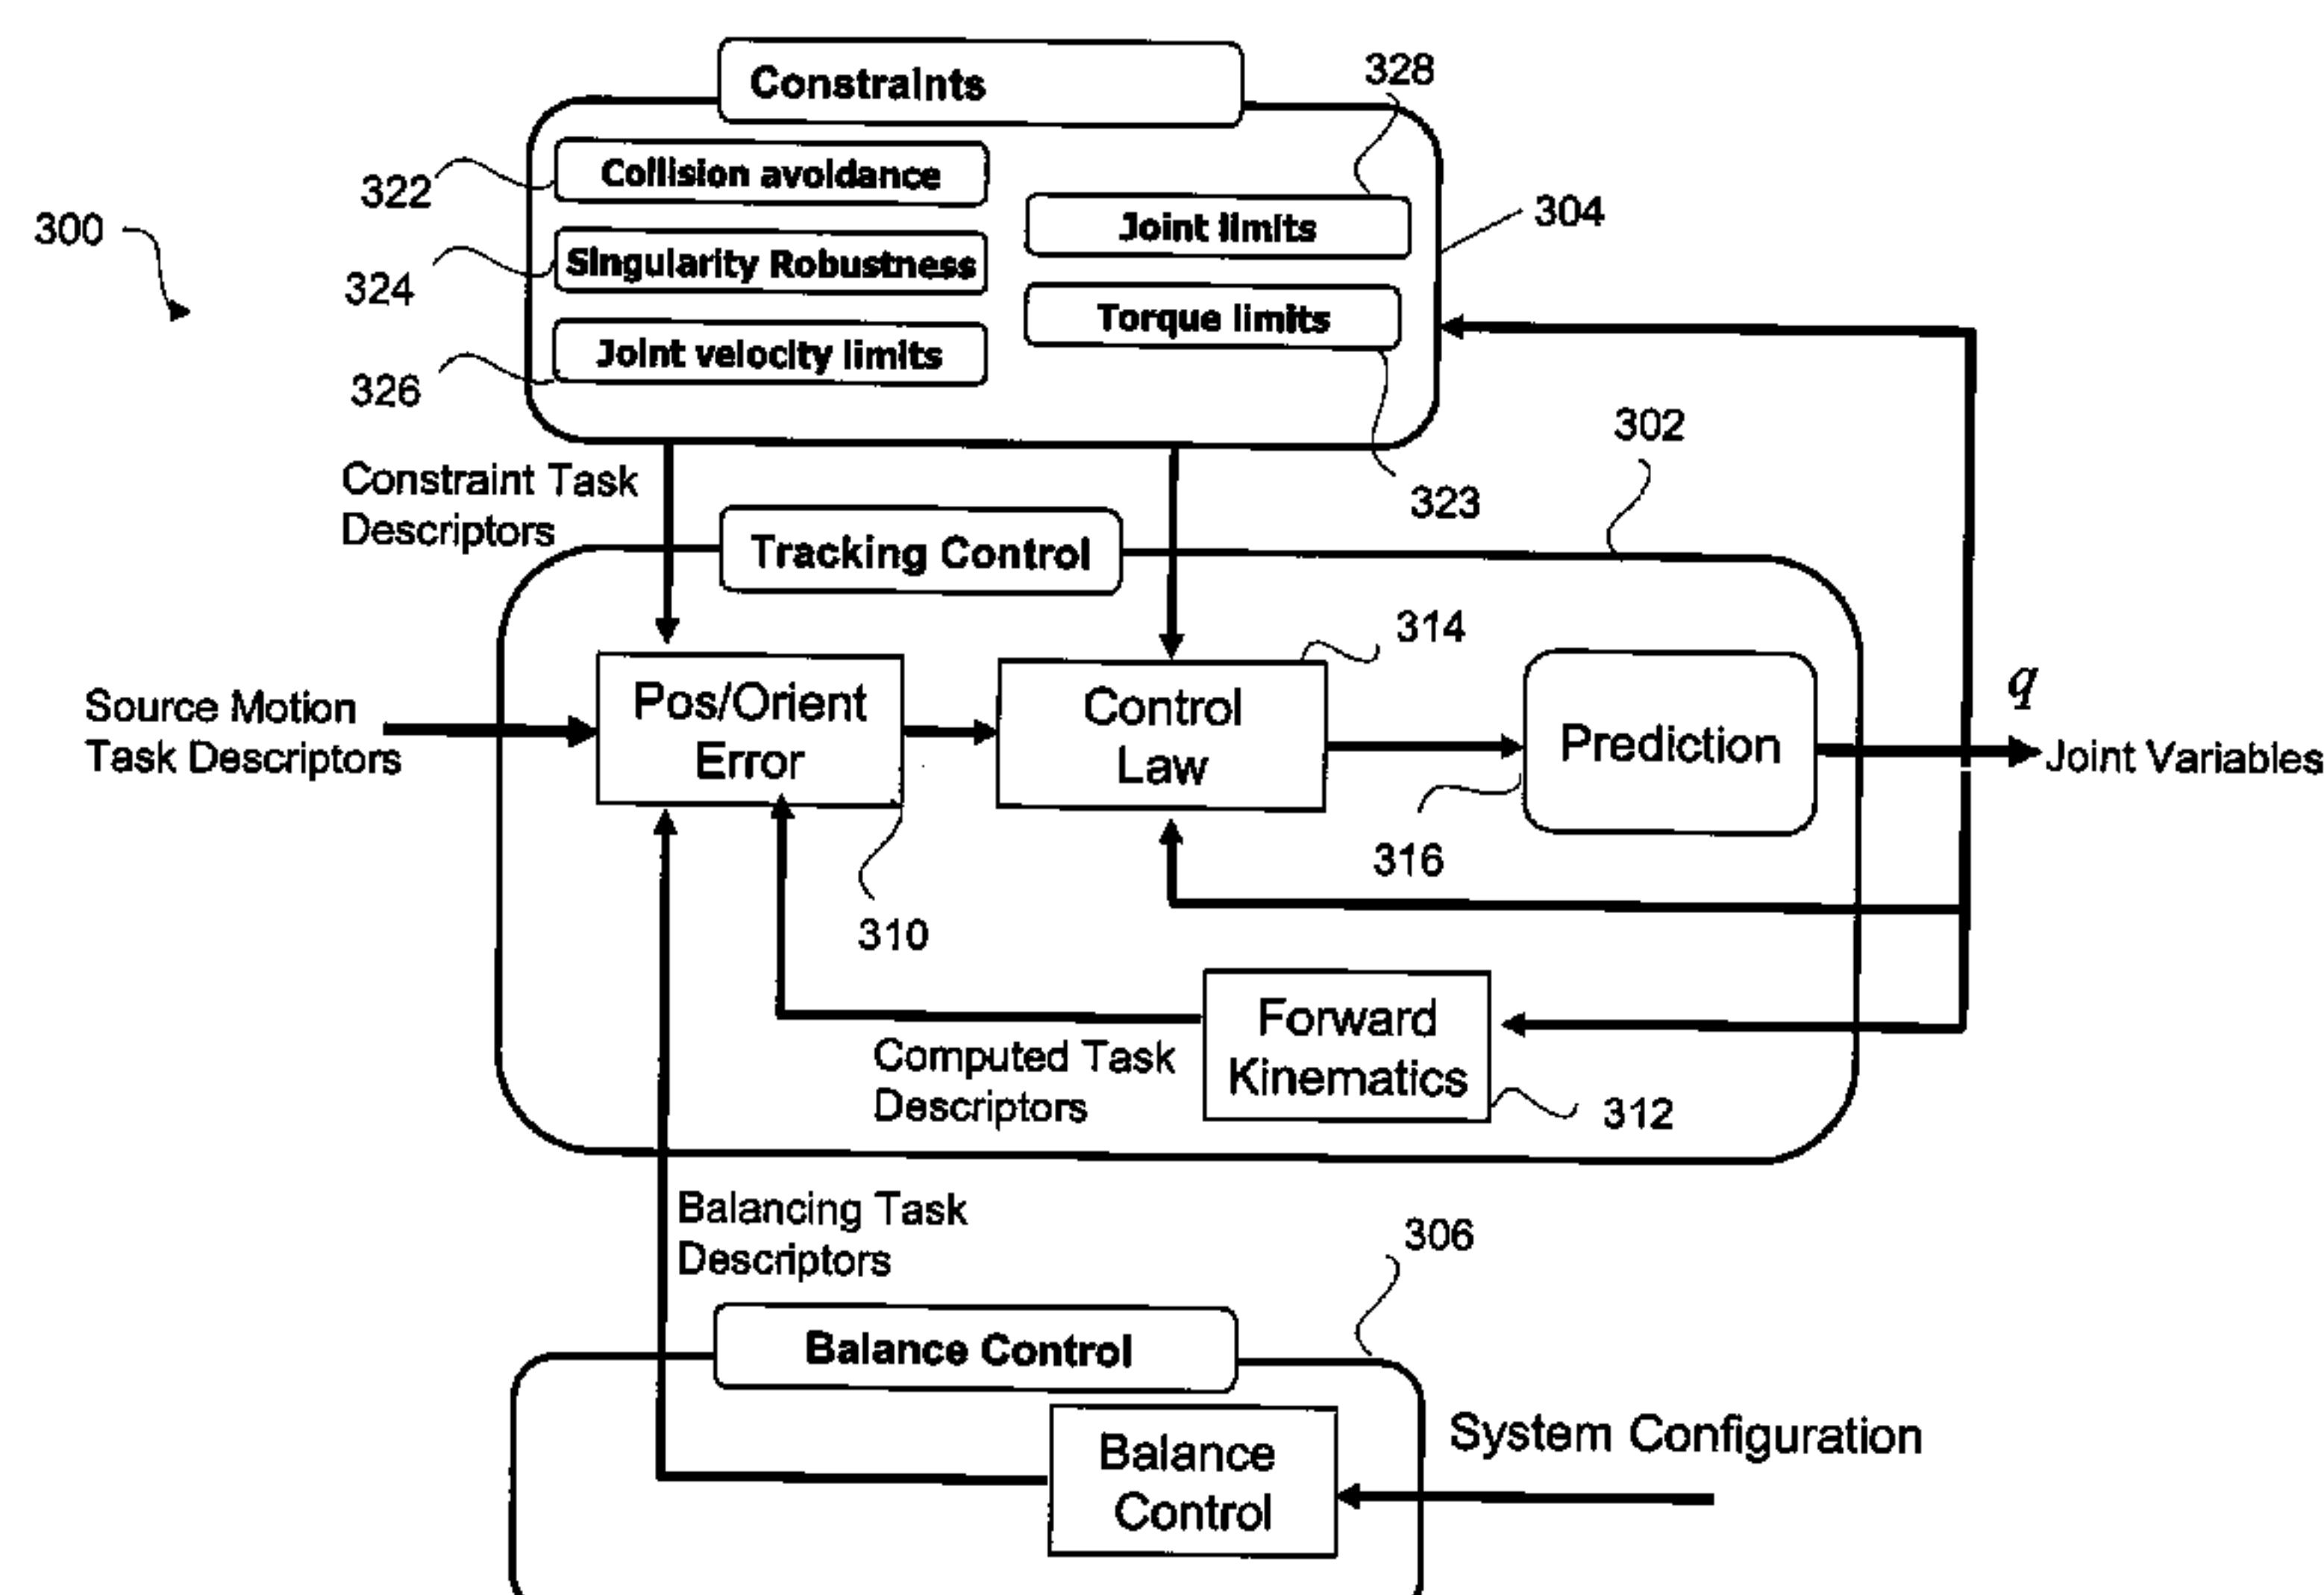 Constraints
328
Collision avoidance
322
Joint limits
304
300
Singularity Robustness
324
Torque limits
Joint velocity limits
326
302
Constraint Task
Descriptors
323
Tracking Control
314
Source Motion
Task Descriptors
Pos/Orient
Error
Control
Law
Prediction
q
Joint Variables
316
310
Forward
Kinematics
Computed Task
Descriptors
312
Balancing Task
Descriptors
306
Balance Control
System Configuration
Balance
Control